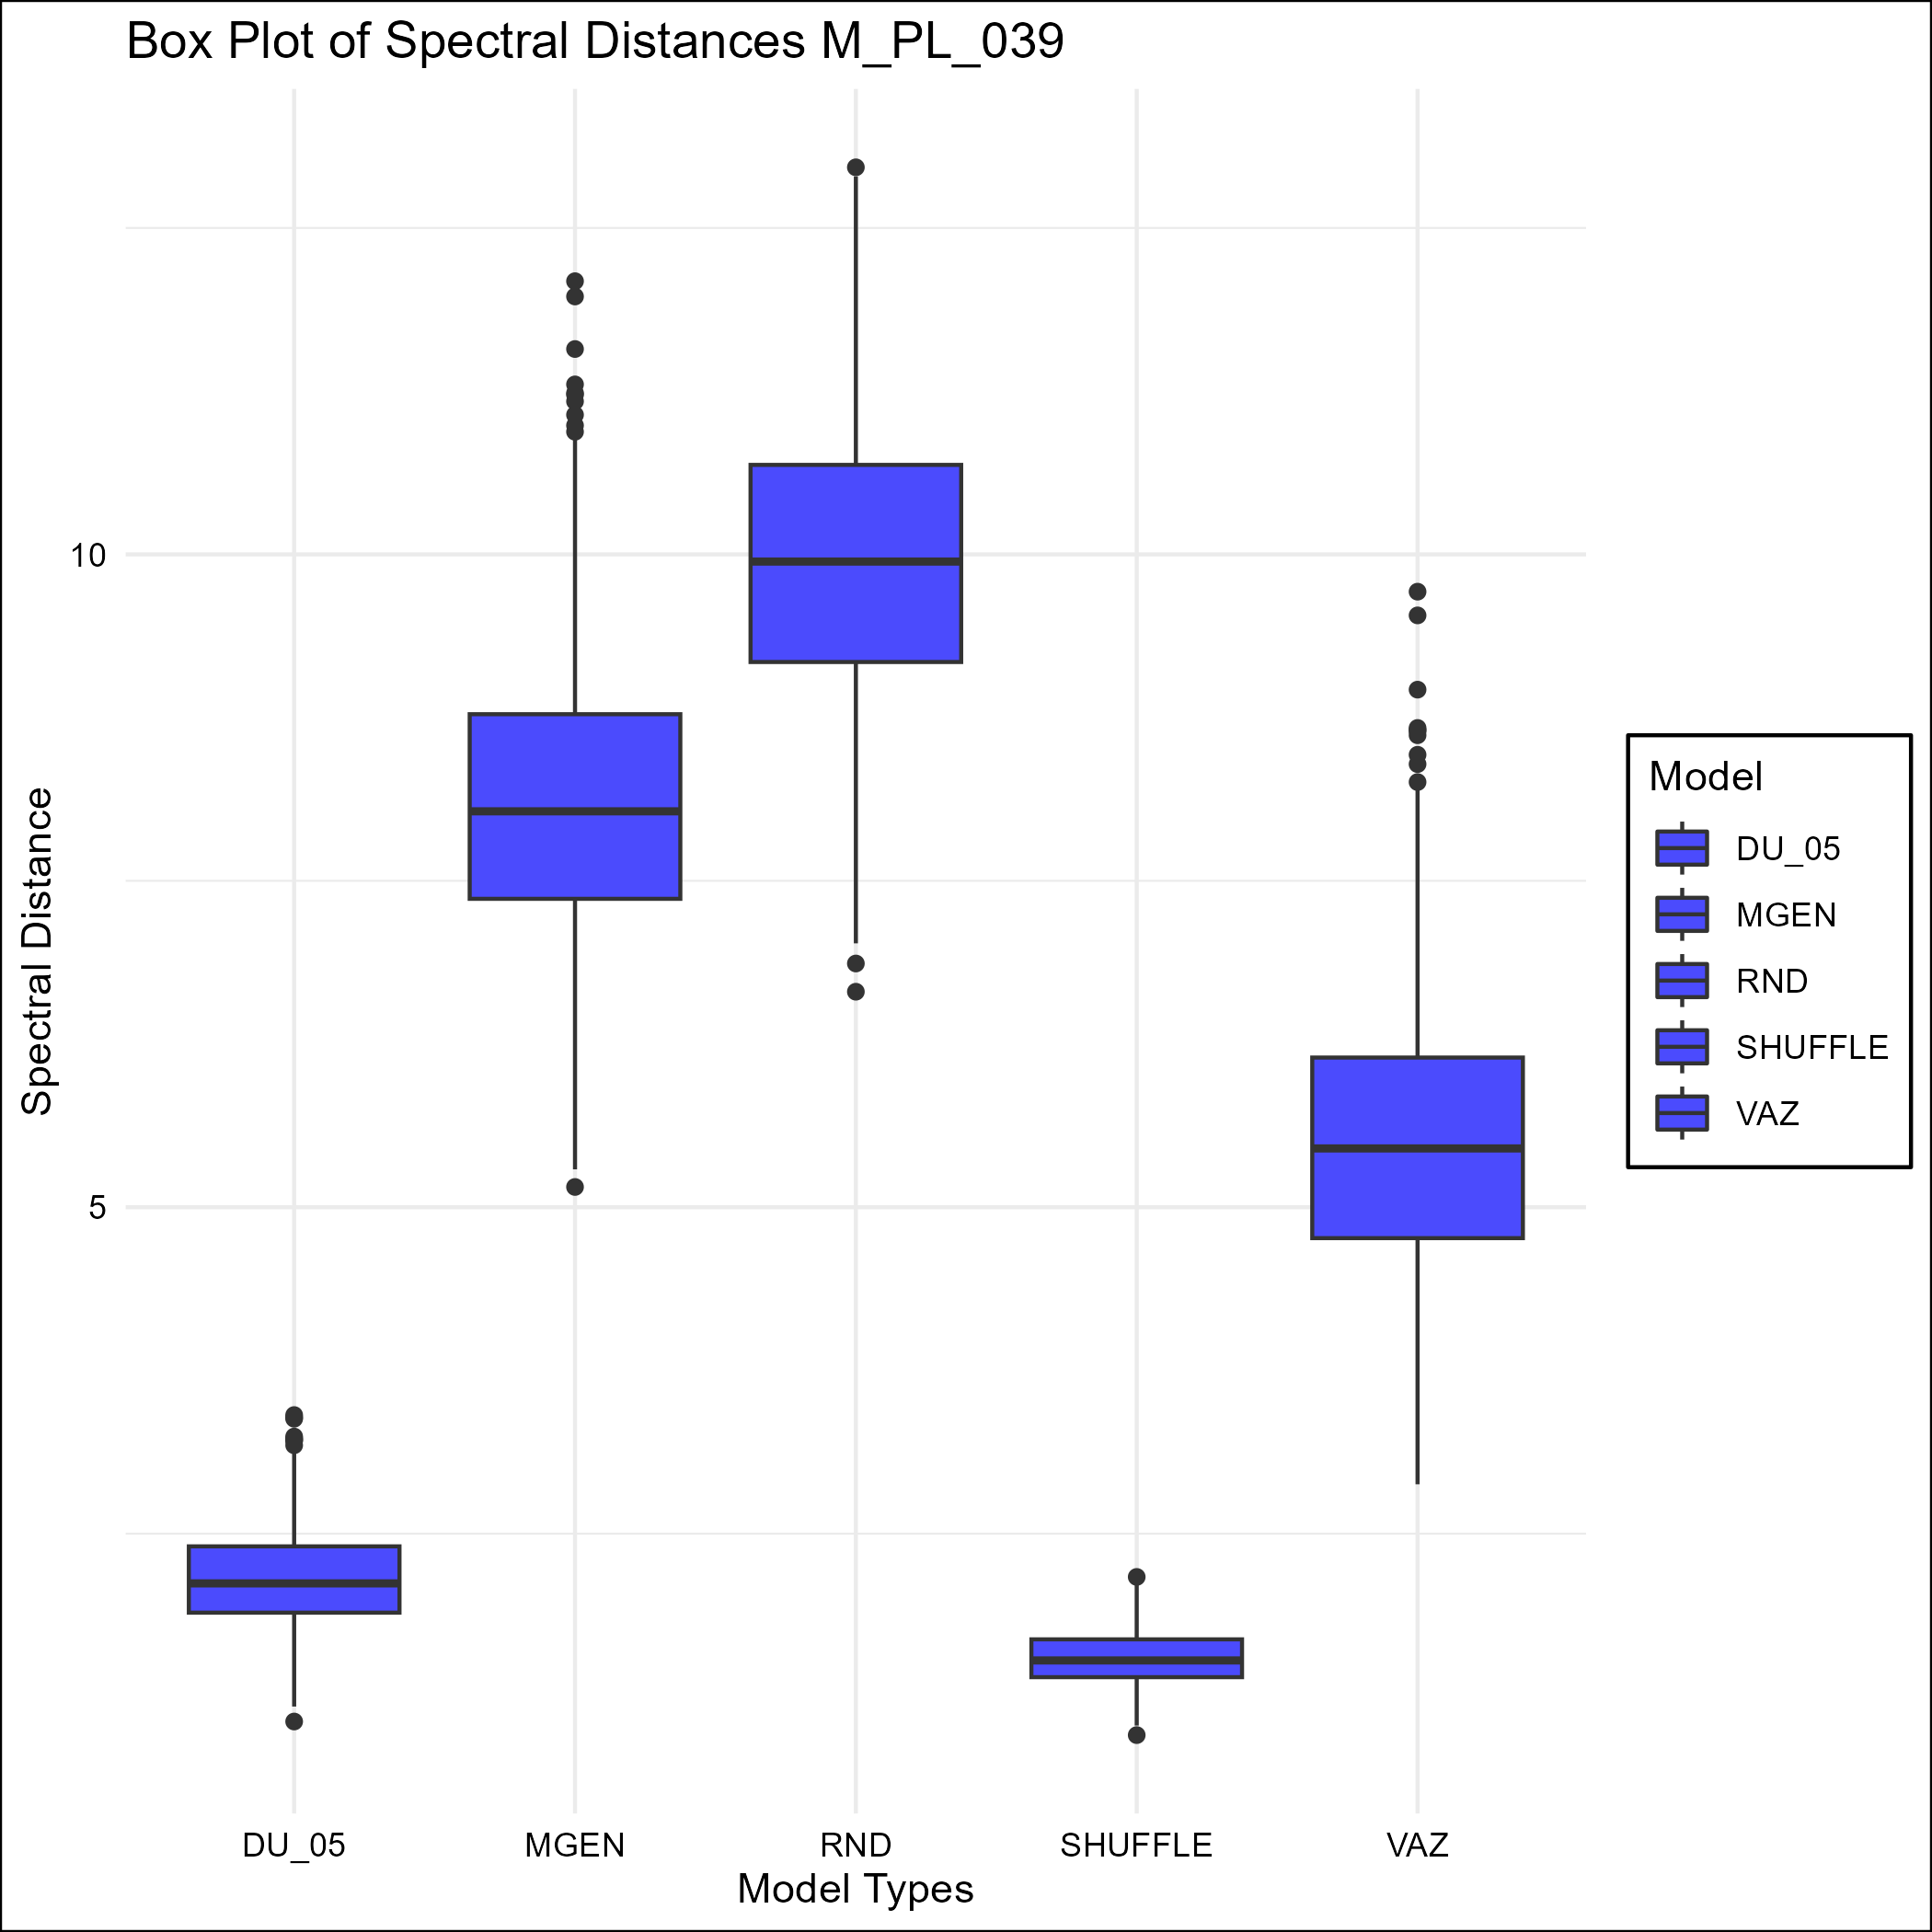 Box Plot of Spectral Distances M_PL_039
Spectral Distance
10
5
DU_05
MGEN
RND
SHUFFLE
VAZ
Model Types
Model
DU_05
MGEN
RND
SHUFFLE
VAZ